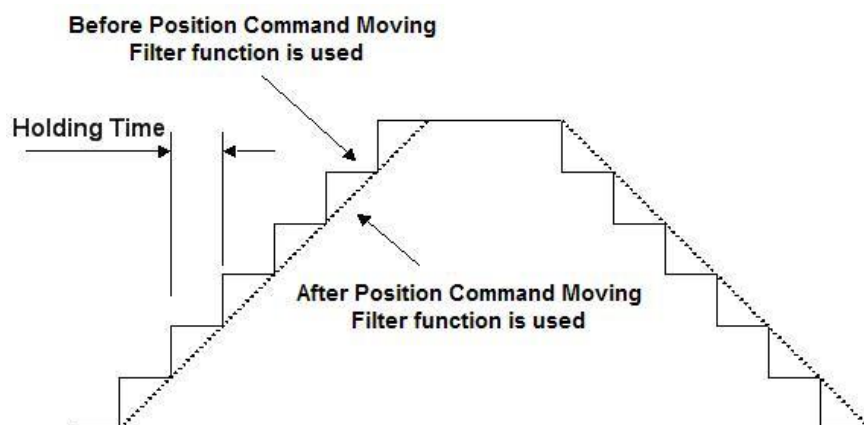 Before Position Command Moving
Filter function is used
Holding Time
After Position Command Moving
Filter function is used